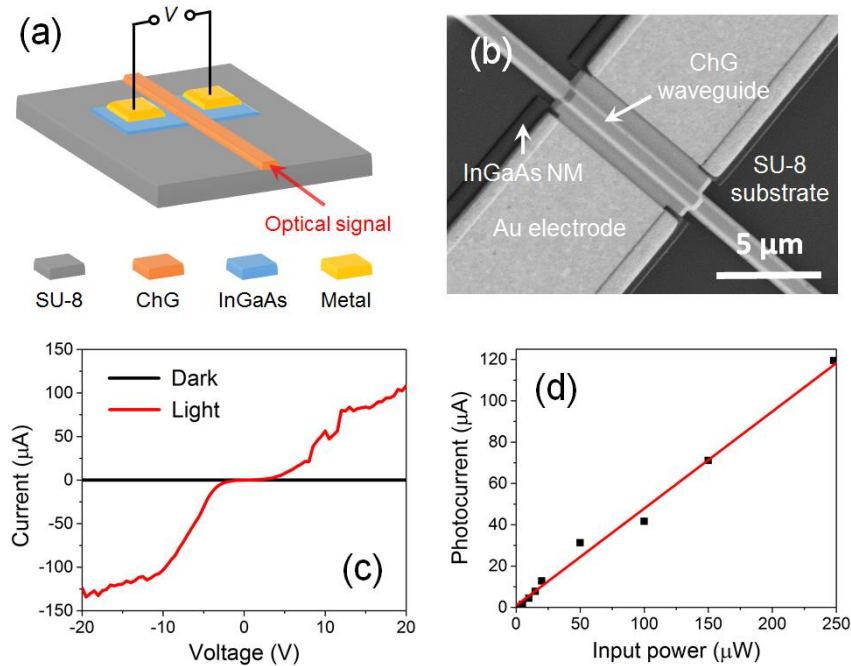 (a)
V
Optical signal
SU-8 ChG InGaAs Metal
(b)
ChG
waveguide
InGaAs NM
SU-8
substrate
Au electrode
5 μm
150
100
50
0
-50
-100
-150
Current (μA)
Dark
Light
(c)
-20 -10 0 10 20
Voltage (V)
120
100
80
60
40
20
0
Photocurrent (μA)
(d)
0 50 100 150 200 250
Input power (μW)